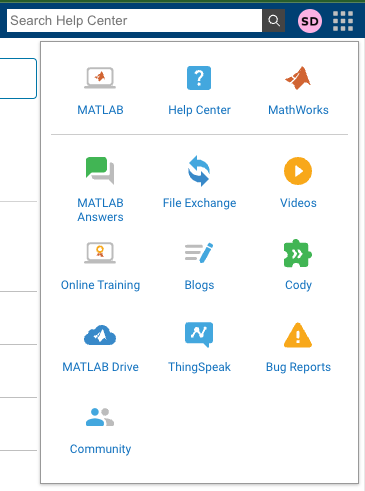 Search Help Center
SD
MATLAB
Help Center
MathWorks
MATLAB
Answers
File Exchange
Videos
Online Training
Blogs
Cody
MATLAB Drive
ThingSpeak
Bug Reports
Community